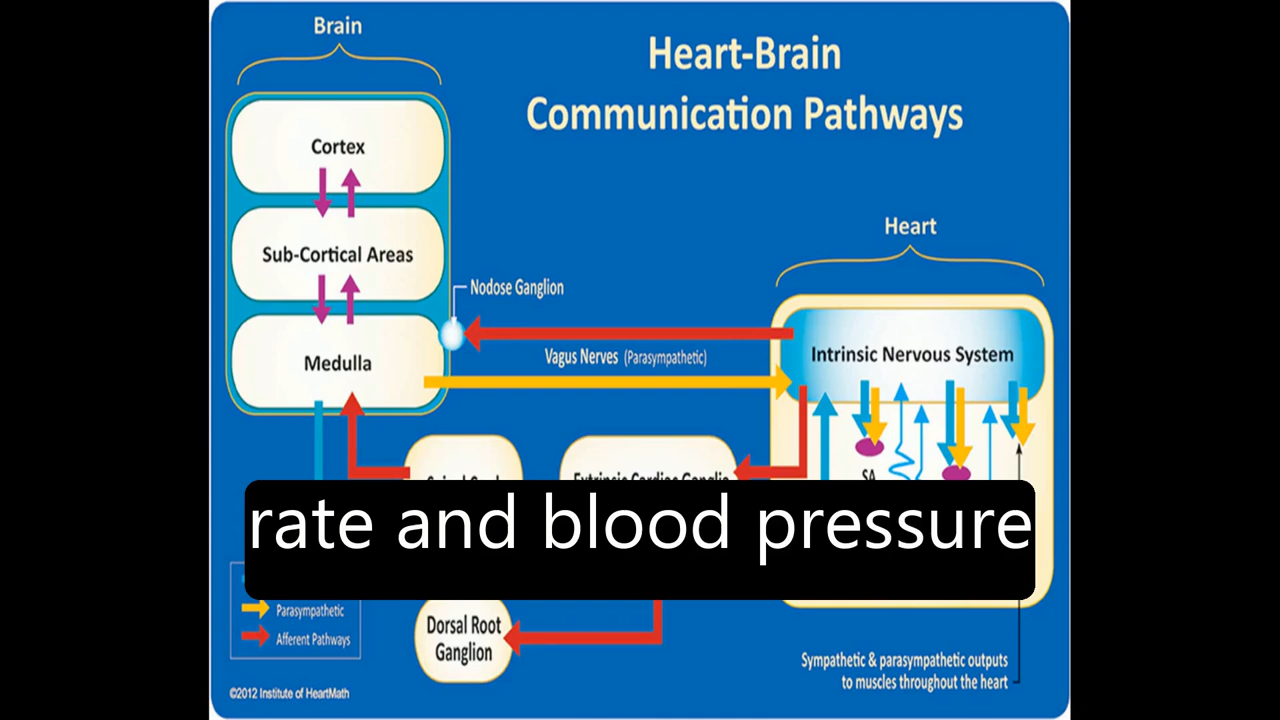 Brain
Heart-Brain
Communication Pathways
Cortex
Sub-Cortical Areas
Medulla
Nodose Ganglion
Vagus Nerves (Parasympathetic)
Heart
Intrinsic Nervous System
SA
rate and blood pressure
Parasympathetic
Afferent Pathways
Dorsal Root
Ganglion
Sympathetic & parasympathetic outputs
to muscles throughout the heart
©2012 Institute of HeartMath